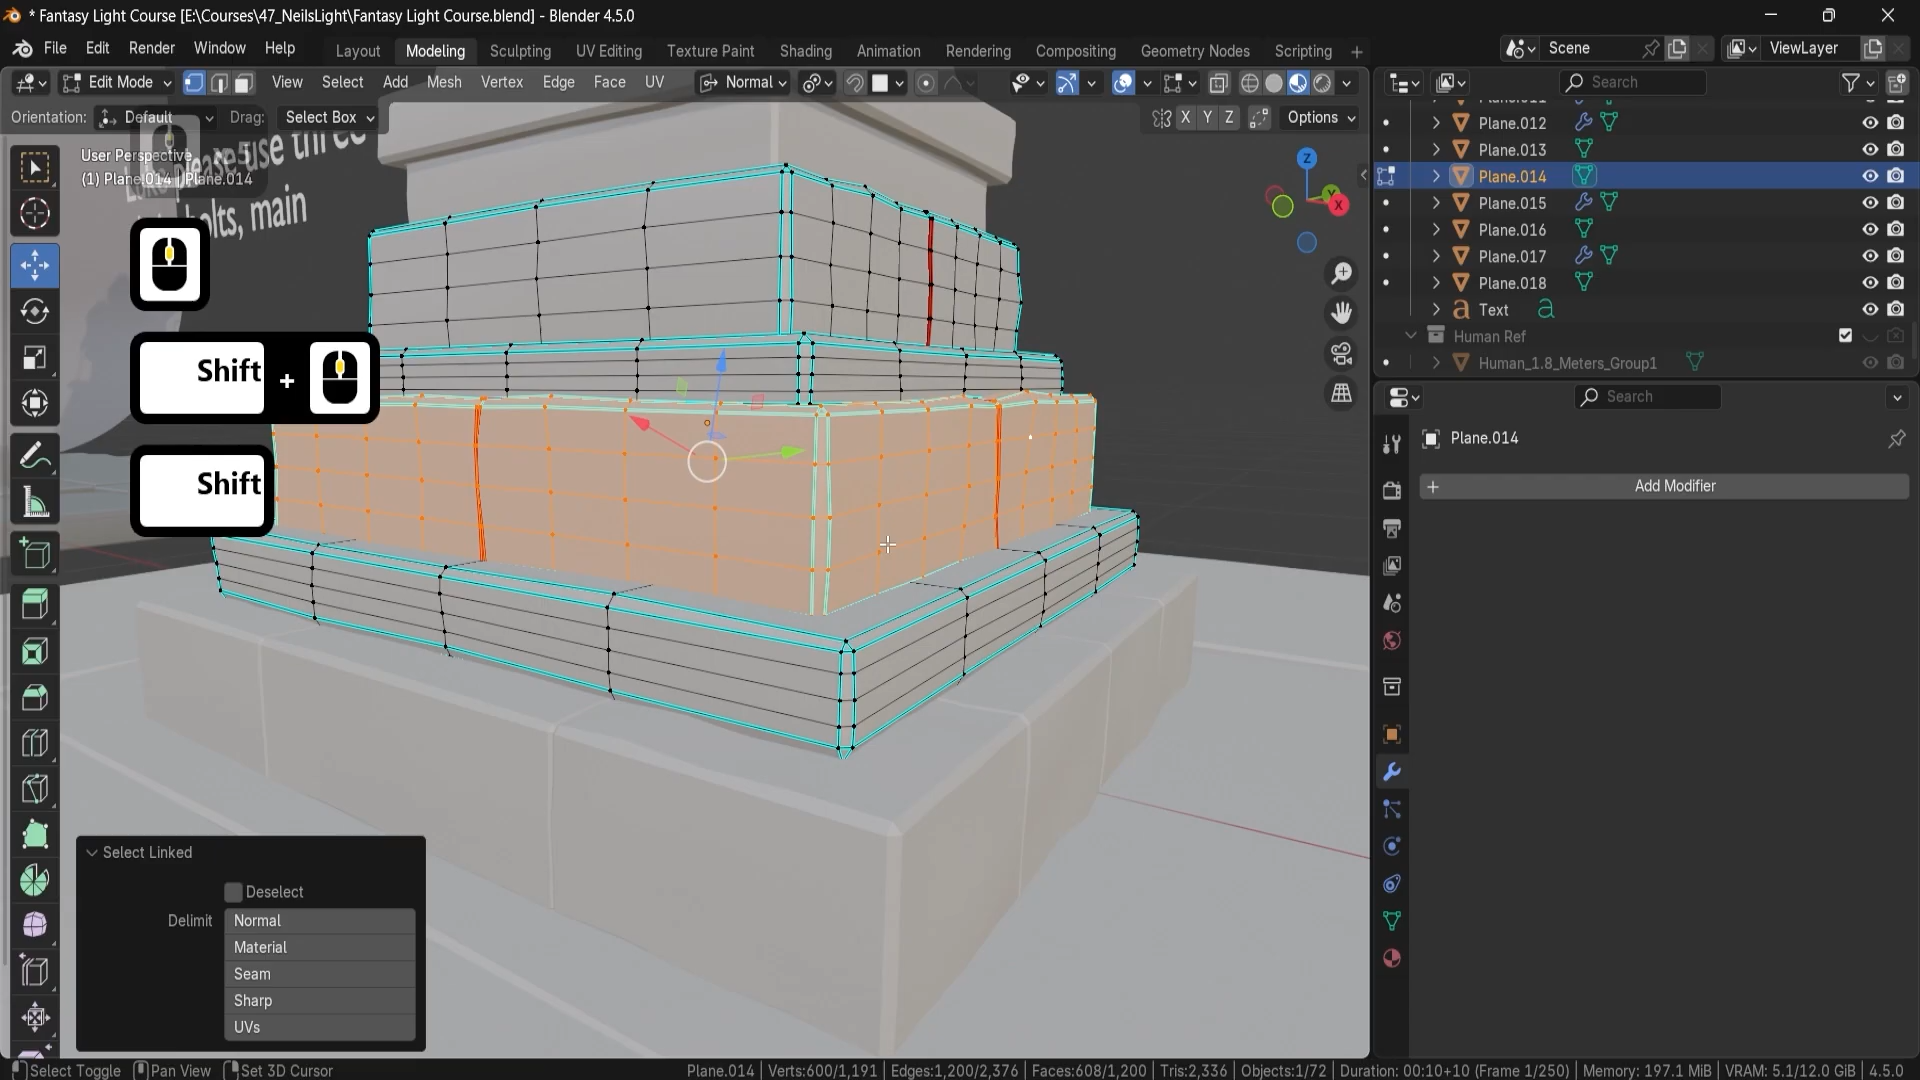 * Fantasy Light Course [E:\Courses\47_NeilsLight\Fantasy Light Course.blend] - Blender 4.5.0
File Edit Render Window Help
Layout Modeling Sculpting UV Editing Texture Paint Shading Animation Rendering Compositing Geometry Nodes Scripting +
Scene
ViewLayer
Edit Mode
View Select Add Mesh Vertex Edge Face UV
Normal
Search
Orientation: Default Drag: Select Box
X Y Z Options
User Perspective
(1) Plane.014 | Plane.014
please use three
bolts, main
Z
X
Plane.011
Plane.012
Plane.013
Plane.014
Plane.015
Plane.016
Plane.017
Plane.018
Text
Human Ref
Human_1.8_Meters_Group1
Shift +
Shift
Search
Plane.014
+ Add Modifier
Select Linked
Deselect
Delimit Normal
Material
Seam
Sharp
UVs
Select Toggle Pan View Set 3D Cursor
Plane.014 | Verts:600/1,191 | Edges:1,200/2,376 | Faces:608/1,200 | Tris:2,336 | Objects:1/72 | Duration: 00:10+10 (Frame 1/250) | Memory: 197.1 MiB | VRAM: 5.1/12.0 GiB | 4.5.0